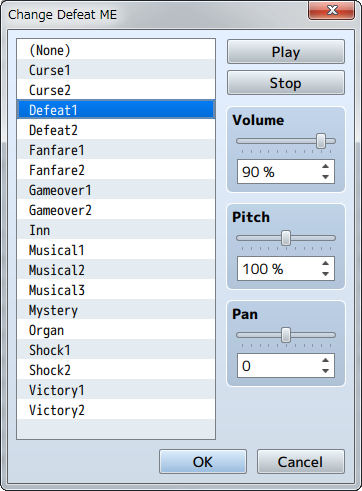 Change Defeat ME
(None)
Curse1
Curse2
Defeat1
Defeat2
Fanfare1
Fanfare2
Gameover1
Gameover2
Inn
Musical1
Musical2
Musical3
Mystery
Organ
Shock1
Shock2
Victory1
Victory2
Play
Stop
Volume
90 %
Pitch
100 %
Pan
0
OK
Cancel